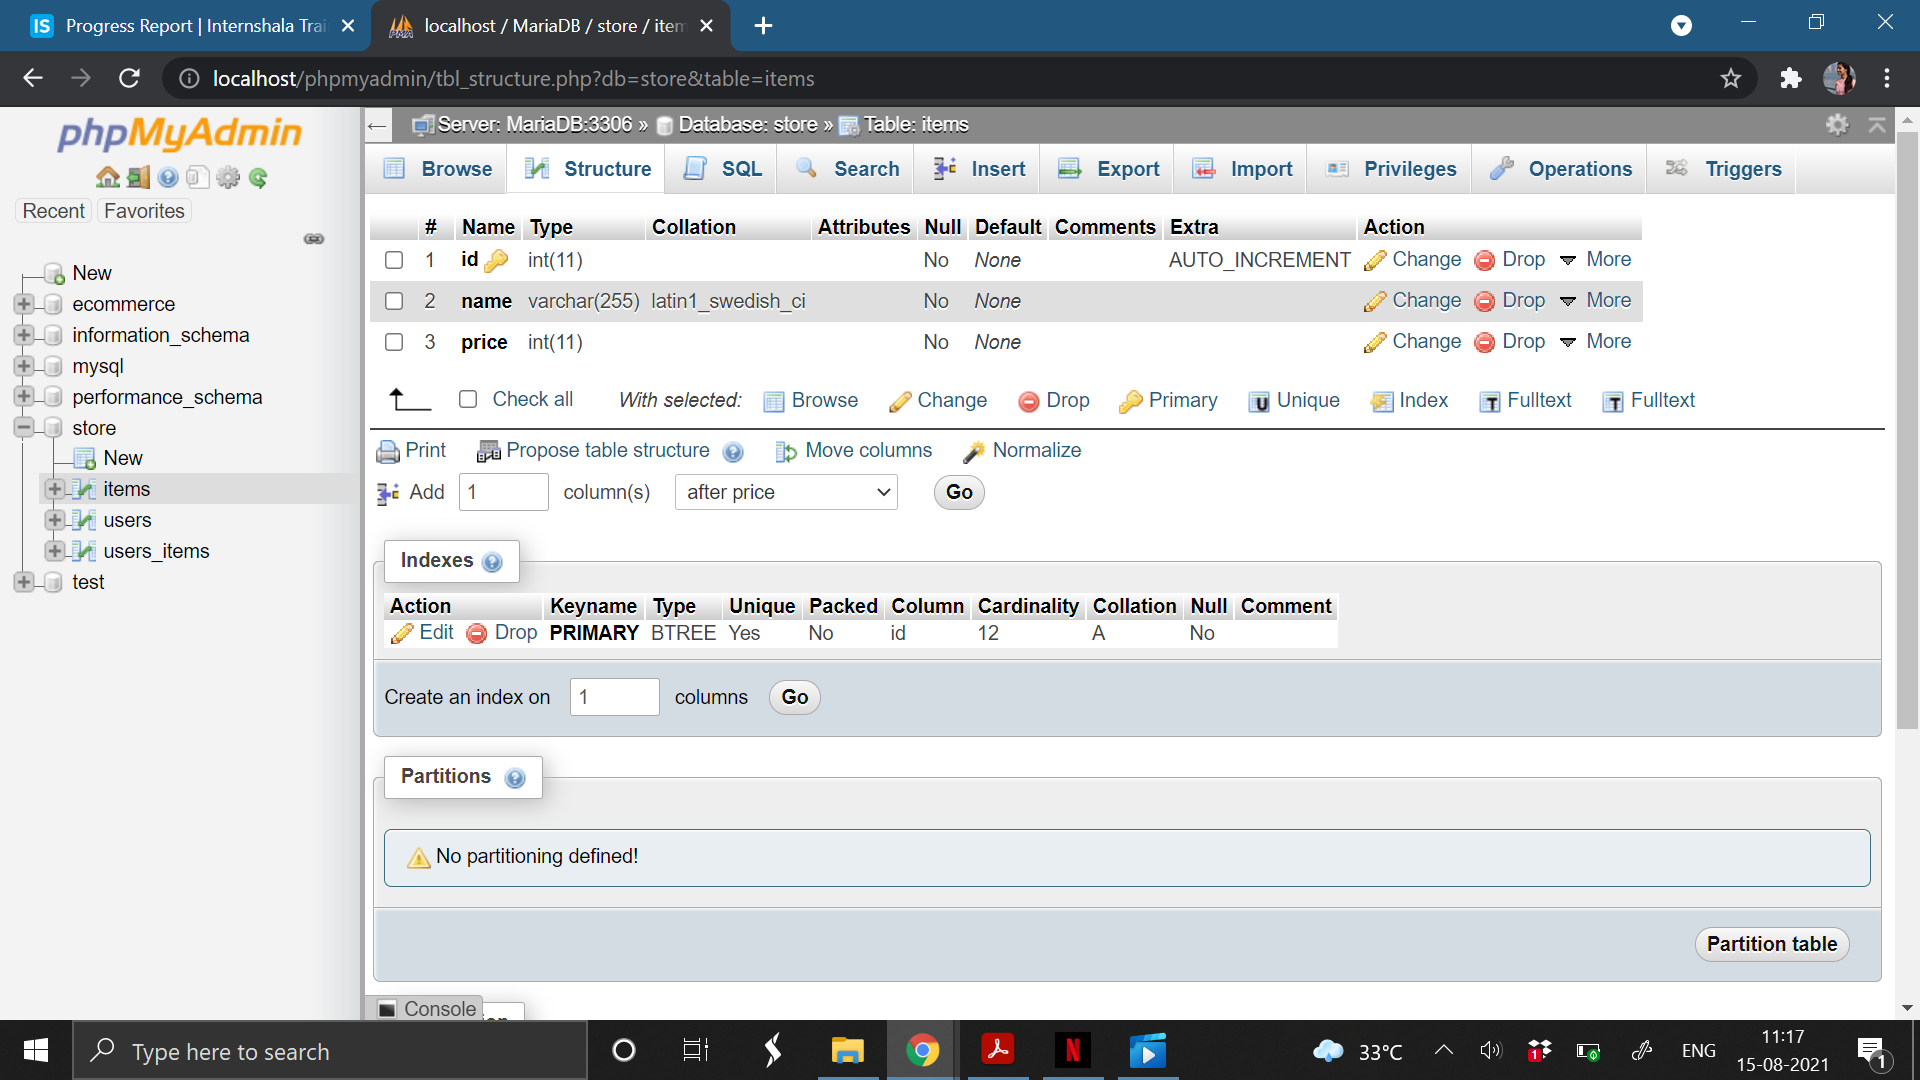 IS Progress Report | Internshala Trai
PMA localhost / MariaDB / store / item
localhost/phpmyadmin/tbl_structure.php?db=store&table=items
phpMyAdmin
Recent Favorites
New
ecommerce
information_schema
mysql
performance_schema
store
New
items
users
users_items
test
Server: MariaDB:3306 » Database: store » Table: items
Browse Structure SQL Search Insert Export Import Privileges Operations Triggers
# Name Type Collation Attributes Null Default Comments Extra Action
1 id int(11) No None AUTO_INCREMENT Change Drop More
2 name varchar(255) latin1_swedish_ci No None Change Drop More
3 price int(11) No None Change Drop More
Check all With selected: Browse Change Drop Primary Unique Index Fulltext Fulltext
Print Propose table structure Move columns Normalize
Add 1 column(s) after price Go
Indexes
Action Keyname Type Unique Packed Column Cardinality Collation Null Comment
Edit Drop PRIMARY BTREE Yes No id 12 A No
Create an index on 1 columns Go
Partitions
No partitioning defined!
Partition table
Console
Type here to search
33°C
1
ENG
11:17
15-08-2021
1